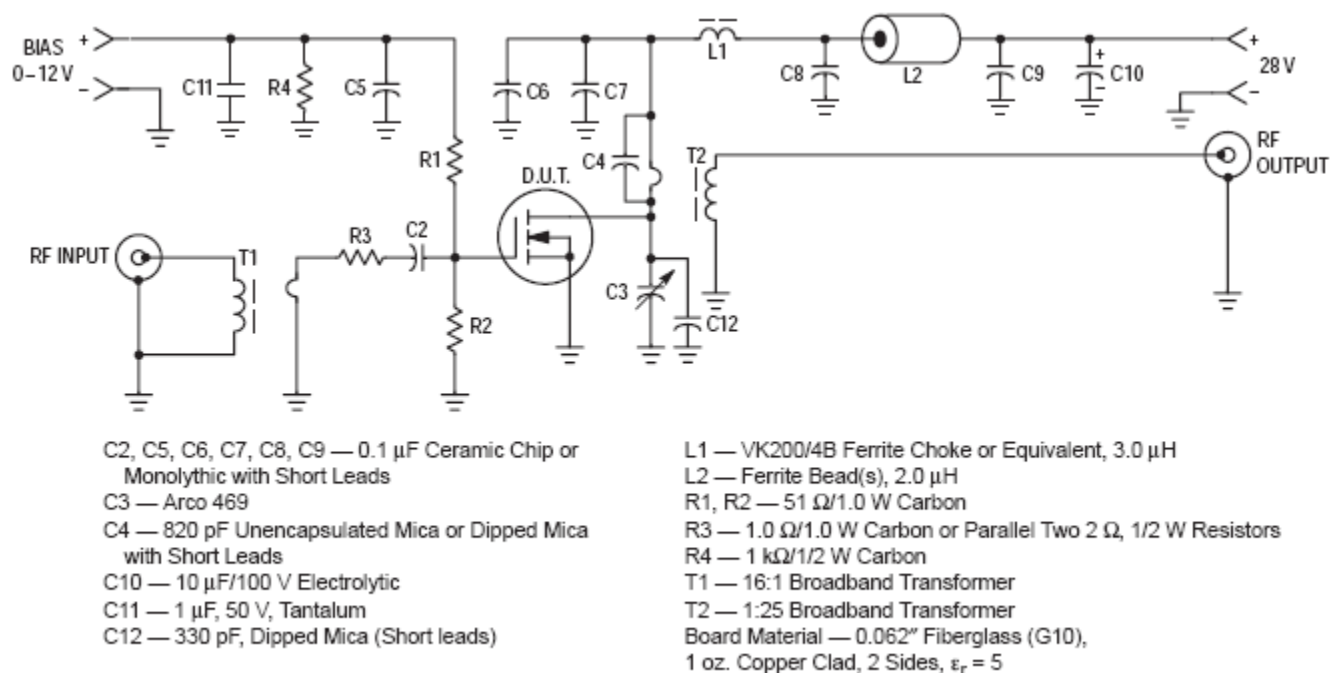 BIAS
0–12 V
+
–
C11
R4
C5
R1
C6
C7
L1
C8
L2
C9
+
C10
–
+
28 V
–
C4
T2
RF
OUTPUT
D.U.T.
RF INPUT
T1
R3
C2
R2
C3
C12
C2, C5, C6, C7, C8, C9 — 0.1 μF Ceramic Chip or
Monolythic with Short Leads
C3 — Arco 469
C4 — 820 pF Unencapsulated Mica or Dipped Mica
with Short Leads
C10 — 10 μF/100 V Electrolytic
C11 — 1 μF, 50 V, Tantalum
C12 — 330 pF, Dipped Mica (Short leads)
L1 — VK200/4B Ferrite Choke or Equivalent, 3.0 μH
L2 — Ferrite Bead(s), 2.0 μH
R1, R2 — 51 Ω/1.0 W Carbon
R3 — 1.0 Ω/1.0 W Carbon or Parallel Two 2 Ω, 1/2 W Resistors
R4 — 1 kΩ/1/2 W Carbon
T1 — 16:1 Broadband Transformer
T2 — 1:25 Broadband Transformer
Board Material — 0.062″ Fiberglass (G10),
1 oz. Copper Clad, 2 Sides, εr = 5